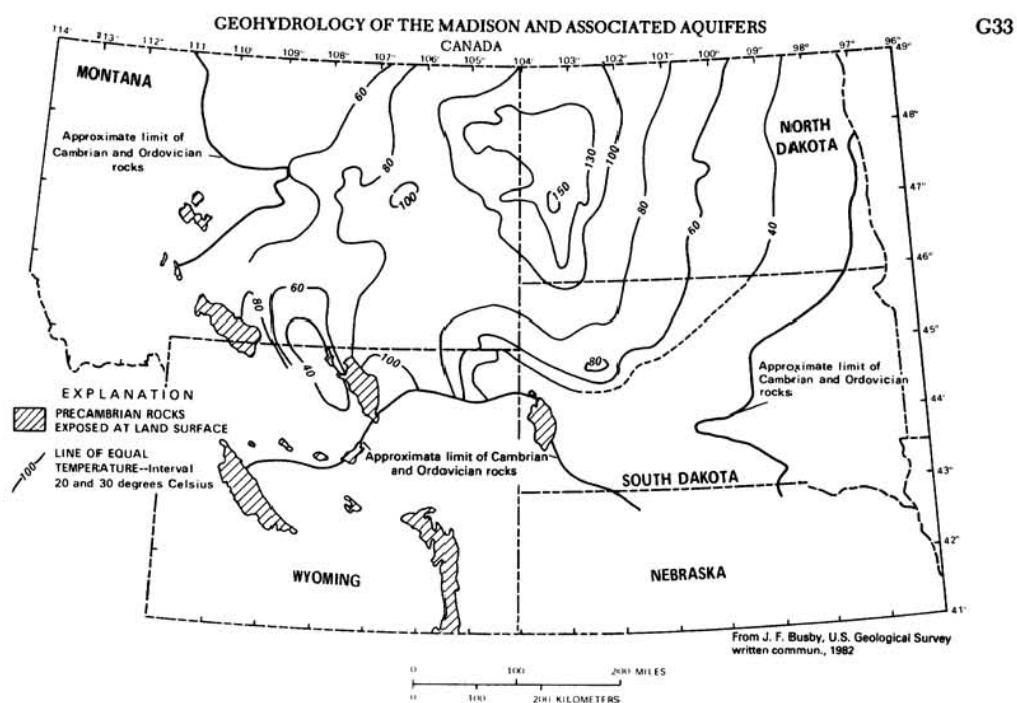 GEOHYDROLOGY OF THE MADISON AND ASSOCIATED AQUIFERS
G33
CANADA
114° 113° 112° 111 110° 109° 108° 107° 106° 105° 104° 103° 102° 101° 100° 99° 98° 97° 96°
49°
48°
47°
46°
45°
44°
43°
42°
41°
MONTANA
NORTH
DAKOTA
Approximate limit of
Cambrian and Ordovician
rocks
60
80
100
130
100
150
80
60
40
80
60
40
100
80
Approximate limit of
Cambrian and Ordovician
rocks
EXPLANATION
PRECAMBRIAN ROCKS
EXPOSED AT LAND SURFACE
100
LINE OF EQUAL
TEMPERATURE--Interval
20 and 30 degrees Celsius
Approximate limit of Cambrian
and Ordovician rocks
SOUTH DAKOTA
WYOMING
NEBRASKA
From J. F. Busby, U.S. Geological Survey
written commun., 1982
0 100 200 MILES
0 100 200 KILOMETERS